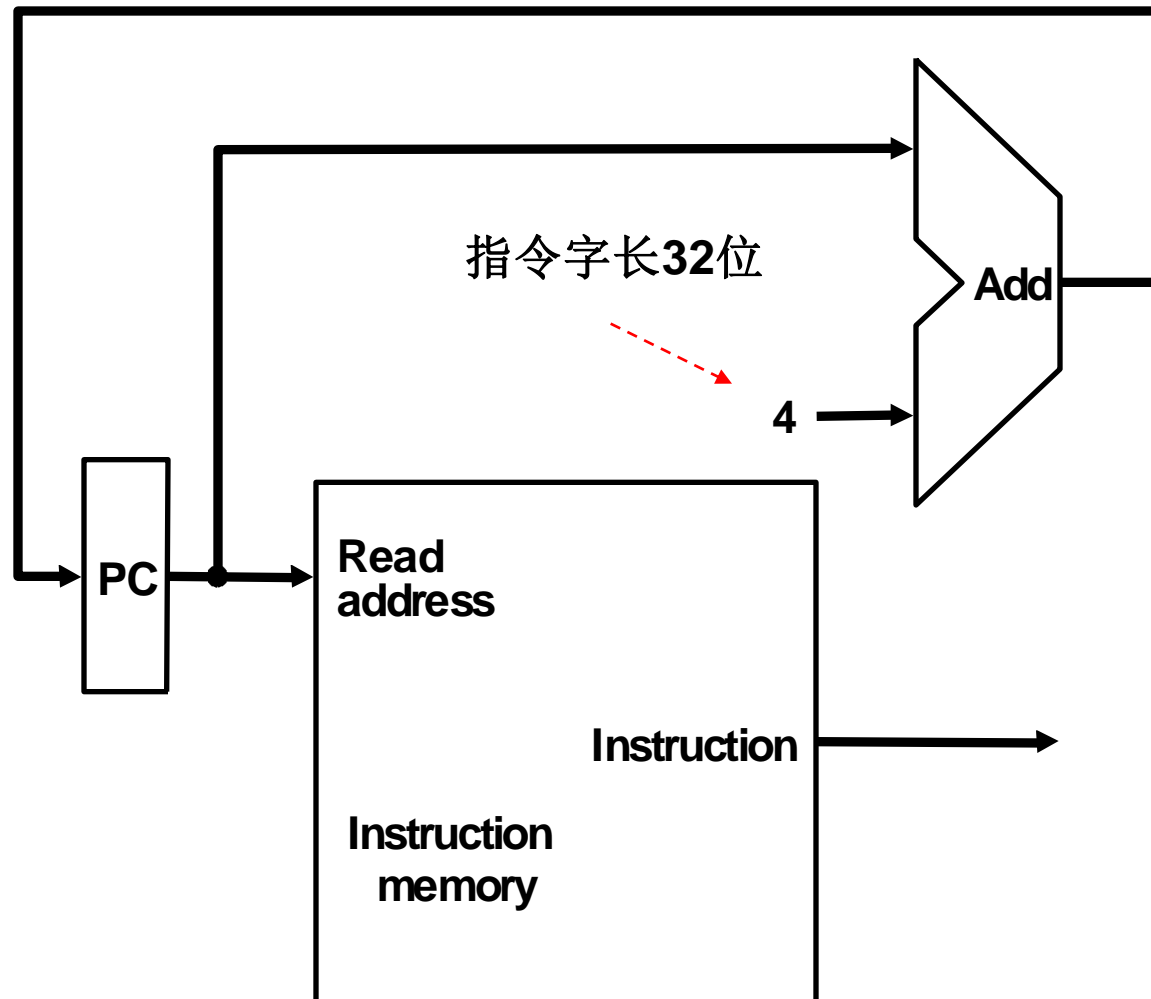 指令字长32位
Add
4
PC
Read
address
Instruction
Instruction
memory